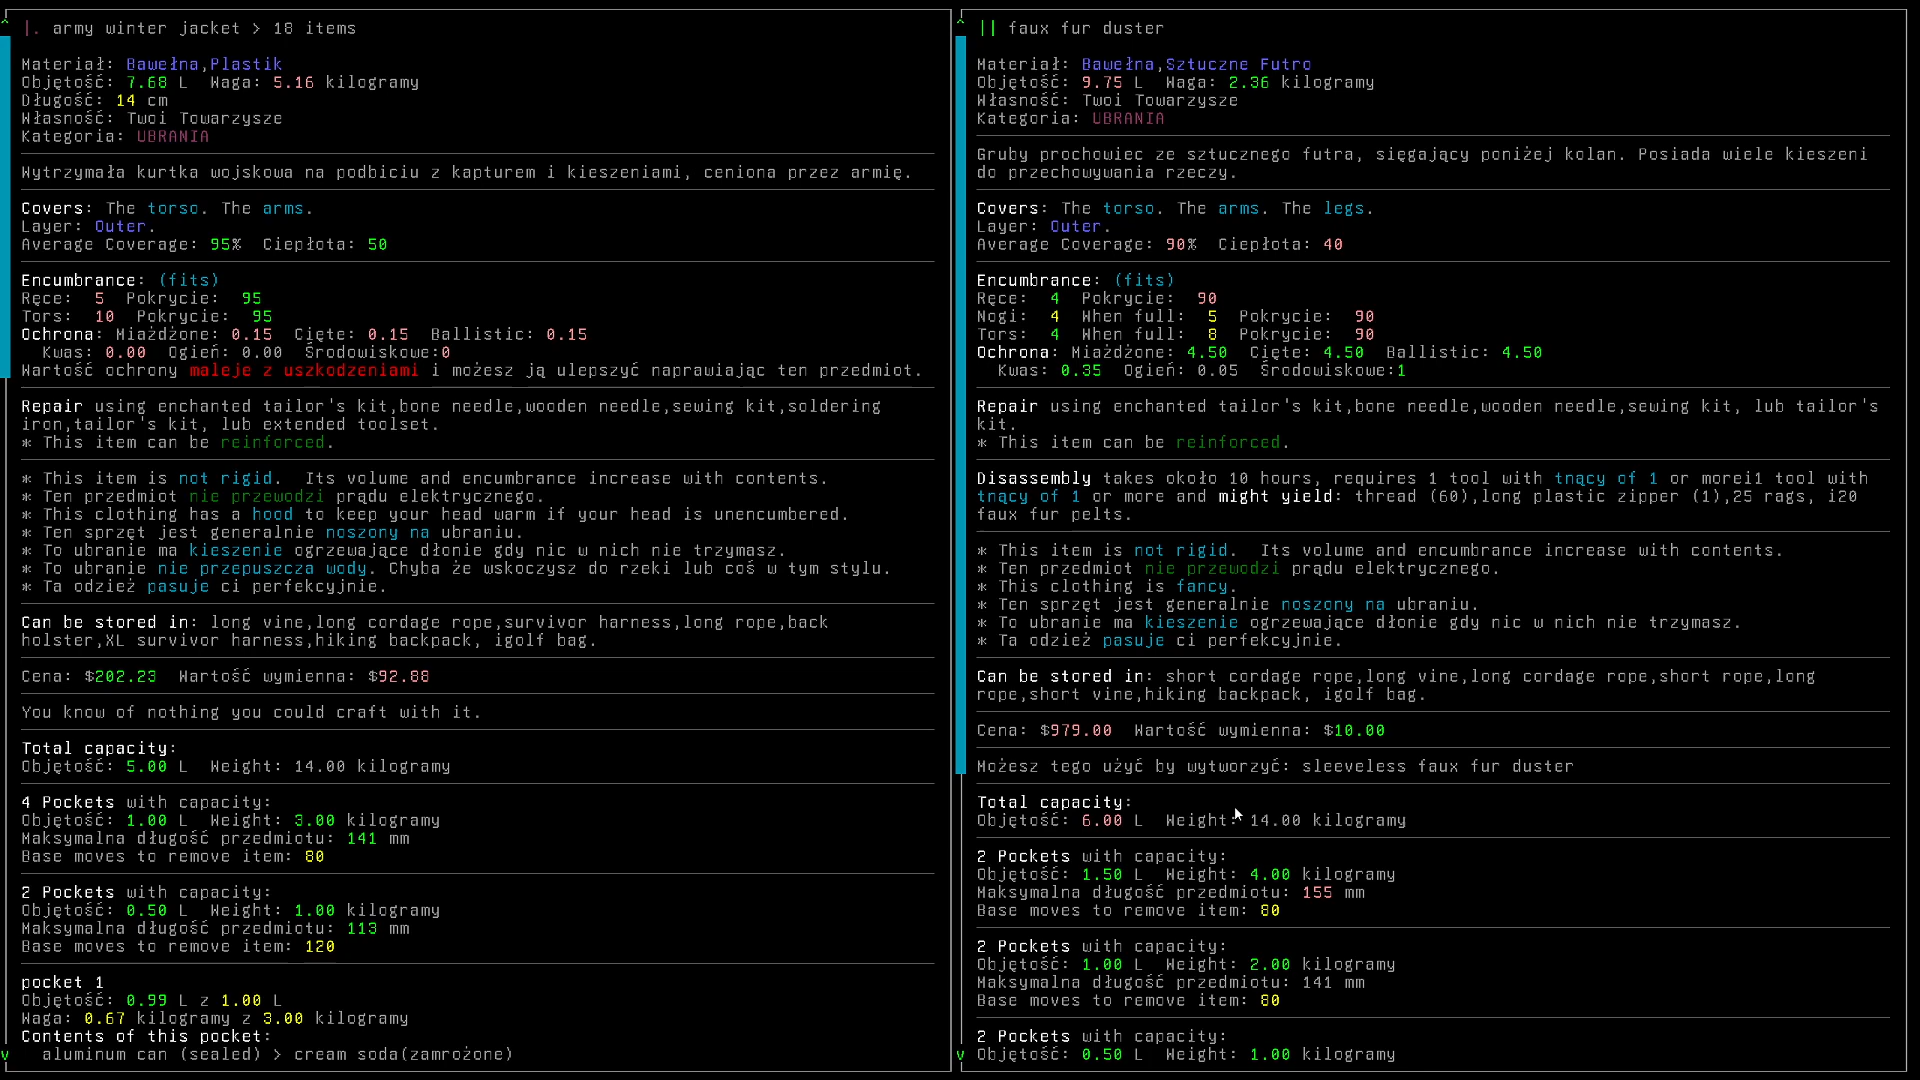 |. army winter jacket > 18 items
Materiał: Bawełna,Plastik
Objętość: 7.68 L  Waga: 5.16 kilogramy
Długość: 14 cm
Własność: Twoi Towarzysze
Kategoria: UBRANIA
Wytrzymała kurtka wojskowa na podbiciu z kapturem i kieszeniami, ceniona przez armię.
Covers: The torso. The arms.
Layer: Outer.
Average Coverage: 95%  Ciepłota: 50
Encumbrance: (fits)
Ręce:  5  Pokrycie:  95
Tors:  10  Pokrycie:  95
Ochrona: Miażdżone: 0.15  Cięte: 0.15  Ballistic: 0.15
Kwas: 0.00  Ogień: 0.00  Środowiskowe:0
Wartość ochrony maleje z uszkodzeniami i możesz ją ulepszyć naprawiając ten przedmiot.
Repair using enchanted tailor's kit,bone needle,wooden needle,sewing kit,soldering
iron,tailor's kit, lub extended toolset.
* This item can be reinforced.
* This item is not rigid.  Its volume and encumbrance increase with contents.
* Ten przedmiot nie przewodzi prądu elektrycznego.
* This clothing has a hood to keep your head warm if your head is unencumbered.
* Ten sprzęt jest generalnie noszony na ubraniu.
* To ubranie ma kieszenie ogrzewające dłonie gdy nic w nich nie trzymasz.
* To ubranie nie przepuszcza wody. Chyba że wskoczysz do rzeki lub coś w tym stylu.
* Ta odzież pasuje ci perfekcyjnie.
Can be stored in: long vine,long cordage rope,survivor harness,long rope,back
holster,XL survivor harness,hiking backpack, igolf bag.
Cena: $202.23  Wartość wymienna: $92.88
You know of nothing you could craft with it.
Total capacity:
Objętość: 5.00 L  Weight: 14.00 kilogramy
4 Pockets with capacity:
Objętość: 1.00 L  Weight: 3.00 kilogramy
Maksymalna długość przedmiotu: 141 mm
Base moves to remove item: 80
2 Pockets with capacity:
Objętość: 0.50 L  Weight: 1.00 kilogramy
Maksymalna długość przedmiotu: 113 mm
Base moves to remove item: 120
pocket 1
Objętość: 0.99 L z 1.00 L
Waga: 0.67 kilogramy z 3.00 kilogramy
Contents of this pocket:
aluminum can (sealed) > cream soda(zamrożone)
|| faux fur duster
Materiał: Bawełna,Sztuczne Futro
Objętość: 9.75 L  Waga: 2.36 kilogramy
Własność: Twoi Towarzysze
Kategoria: UBRANIA
Gruby prochowiec ze sztucznego futra, sięgający poniżej kolan. Posiada wiele kieszeni
do przechowywania rzeczy.
Covers: The torso. The arms. The legs.
Layer: Outer.
Average Coverage: 90%  Ciepłota: 40
Encumbrance: (fits)
Ręce:  4  Pokrycie:  90
Nogi:  4  When full:  5  Pokrycie:  90
Tors:  4  When full:  8  Pokrycie:  90
Ochrona: Miażdżone: 4.50  Cięte: 4.50  Ballistic: 4.50
Kwas: 0.35  Ogień: 0.05  Środowiskowe:1
Repair using enchanted tailor's kit,bone needle,wooden needle,sewing kit, lub tailor's
kit.
* This item can be reinforced.
Disassembly takes około 10 hours, requires 1 tool with tnący of 1 or morei1 tool with
tnący of 1 or more and might yield: thread (60),long plastic zipper (1),25 rags, i20
faux fur pelts.
* This item is not rigid.  Its volume and encumbrance increase with contents.
* Ten przedmiot nie przewodzi prądu elektrycznego.
* This clothing is fancy.
* Ten sprzęt jest generalnie noszony na ubraniu.
* To ubranie ma kieszenie ogrzewające dłonie gdy nic w nich nie trzymasz.
* Ta odzież pasuje ci perfekcyjnie.
Can be stored in: short cordage rope,long vine,long cordage rope,short rope,long
rope,short vine,hiking backpack, igolf bag.
Cena: $979.00  Wartość wymienna: $10.00
Możesz tego użyć by wytworzyć: sleeveless faux fur duster
Total capacity:
Objętość: 6.00 L  Weight: 14.00 kilogramy
2 Pockets with capacity:
Objętość: 1.50 L  Weight: 4.00 kilogramy
Maksymalna długość przedmiotu: 155 mm
Base moves to remove item: 80
2 Pockets with capacity:
Objętość: 1.00 L  Weight: 2.00 kilogramy
Maksymalna długość przedmiotu: 141 mm
Base moves to remove item: 80
2 Pockets with capacity:
Objętość: 0.50 L  Weight: 1.00 kilogramy